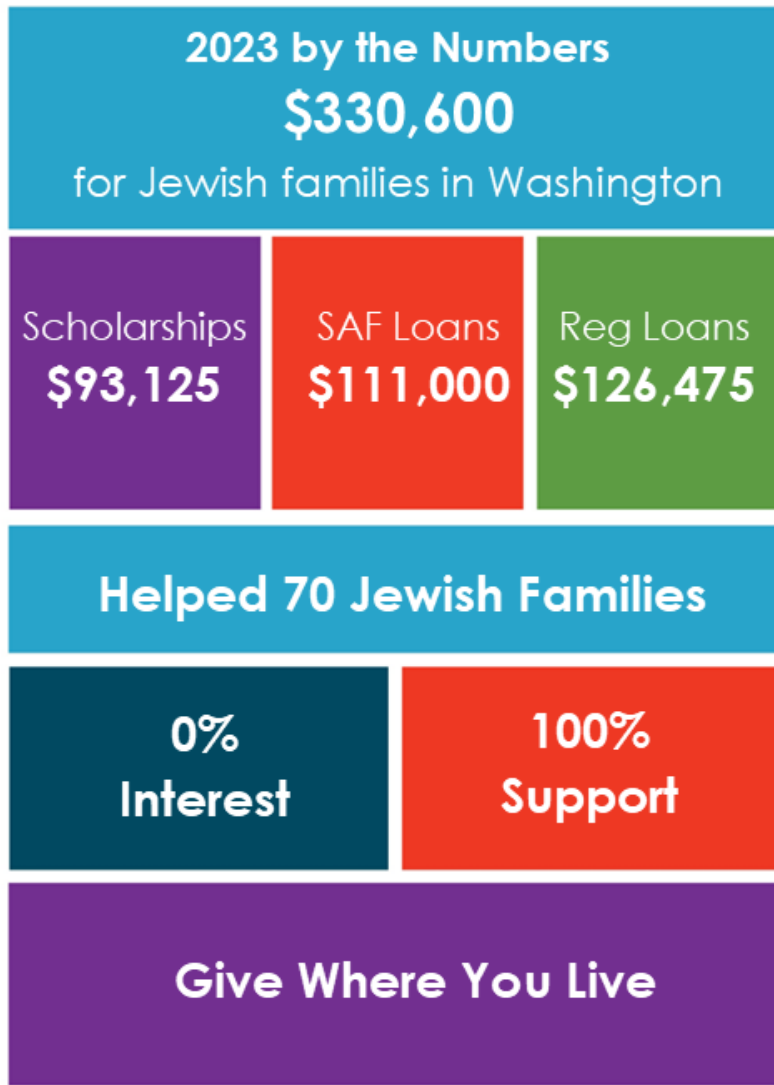 2023 by the Numbers
$330,600
for Jewish families in Washington
Scholarships
$93,125
SAF Loans
$111,000
Reg Loans
$126,475
Helped 70 Jewish Families
0%
Interest
100%
Support
Give Where You Live